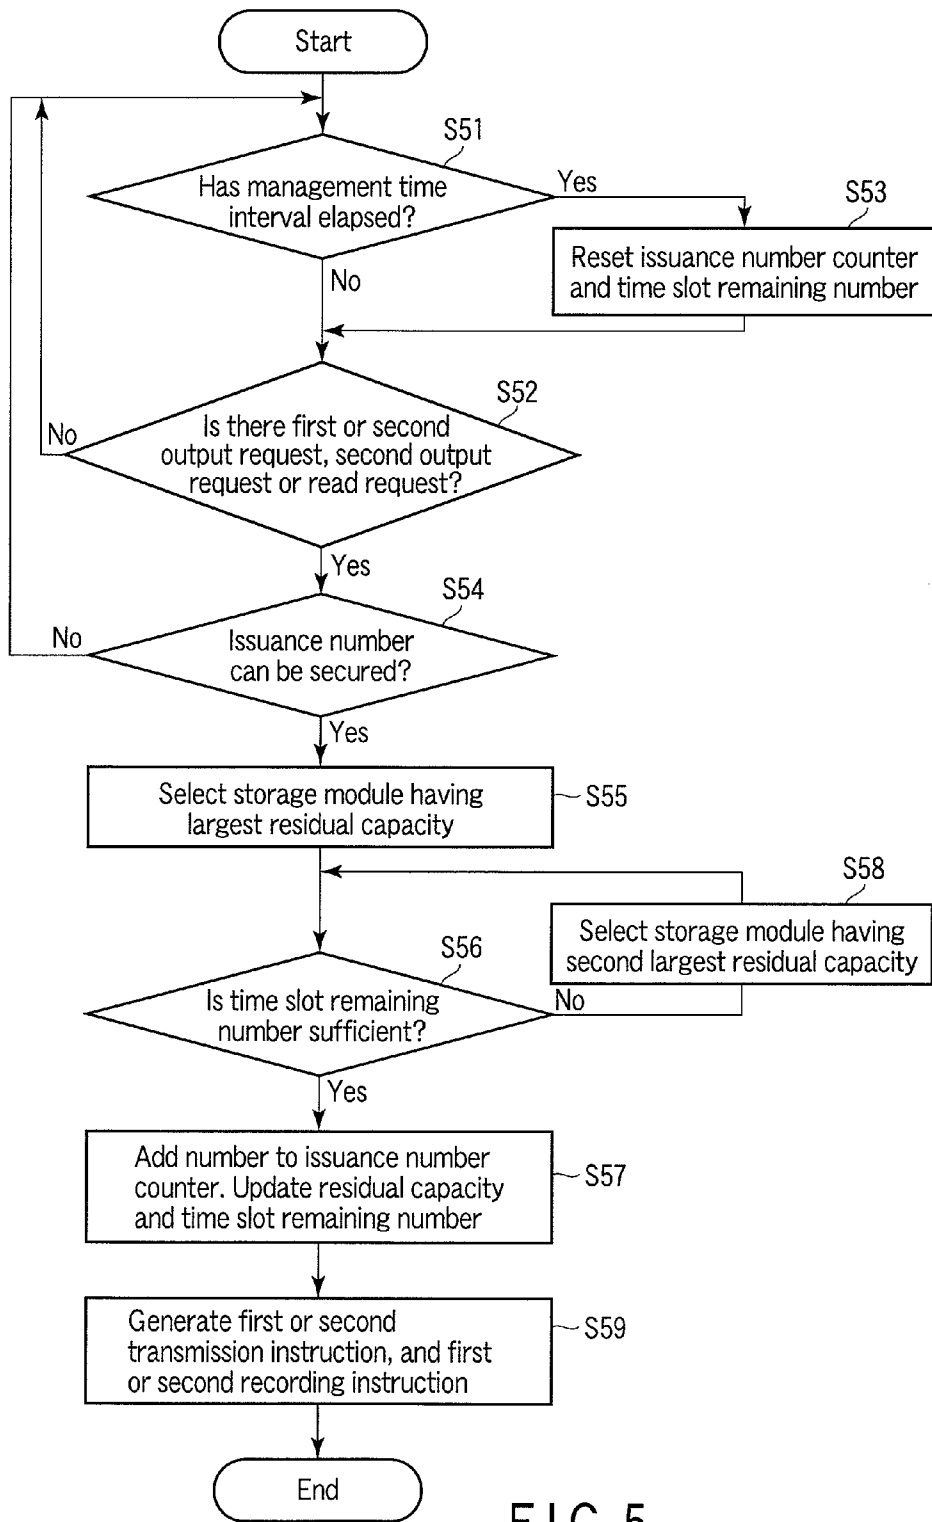 Start
S51
Has management time
interval elapsed?
Yes
S53
Reset issuance number counter
and time slot remaining number
No
S52
Is there first or second
output request, second output
request or read request?
No
Yes
S54
Issuance number
can be secured?
No
Yes
Select storage module having
largest residual capacity
S55
S58
Select storage module having
second largest residual capacity
S56
Is time slot remaining
number sufficient?
No
Yes
Add number to issuance number
counter. Update residual capacity
and time slot remaining number
S57
Generate first or second
transmission instruction, and first
or second recording instruction
S59
End
FIG. 5